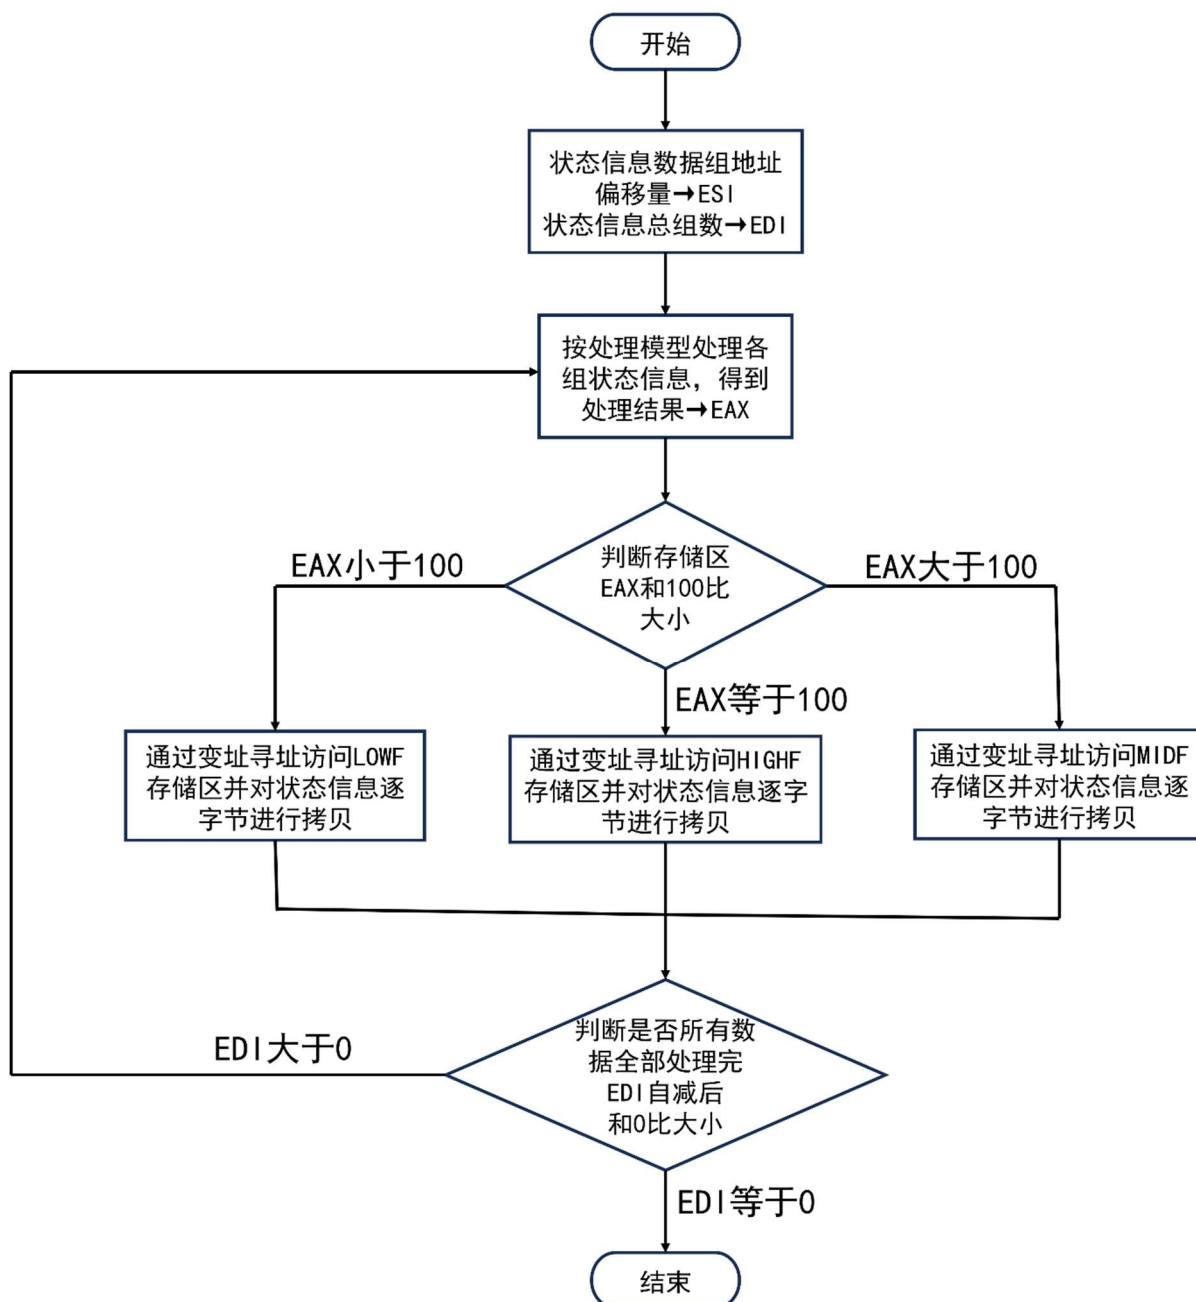 开始
状态信息数据组地址
偏移量→ESI
状态信息总组数→EDI
按处理模型处理各
组状态信息，得到
处理结果→EAX
判断存储区
EAX和100比
大小
EAX小于100
EAX大于100
EAX等于100
通过变址寻址访问LOWF
存储区并对状态信息逐
字节进行拷贝
通过变址寻址访问HIGHF
存储区并对状态信息逐字
节进行拷贝
通过变址寻址访问MIDF
存储区并对状态信息逐
字节进行拷贝
判断是否所有数
据全部处理完
EDI自减后
和0比大小
EDI大于0
EDI等于0
结束